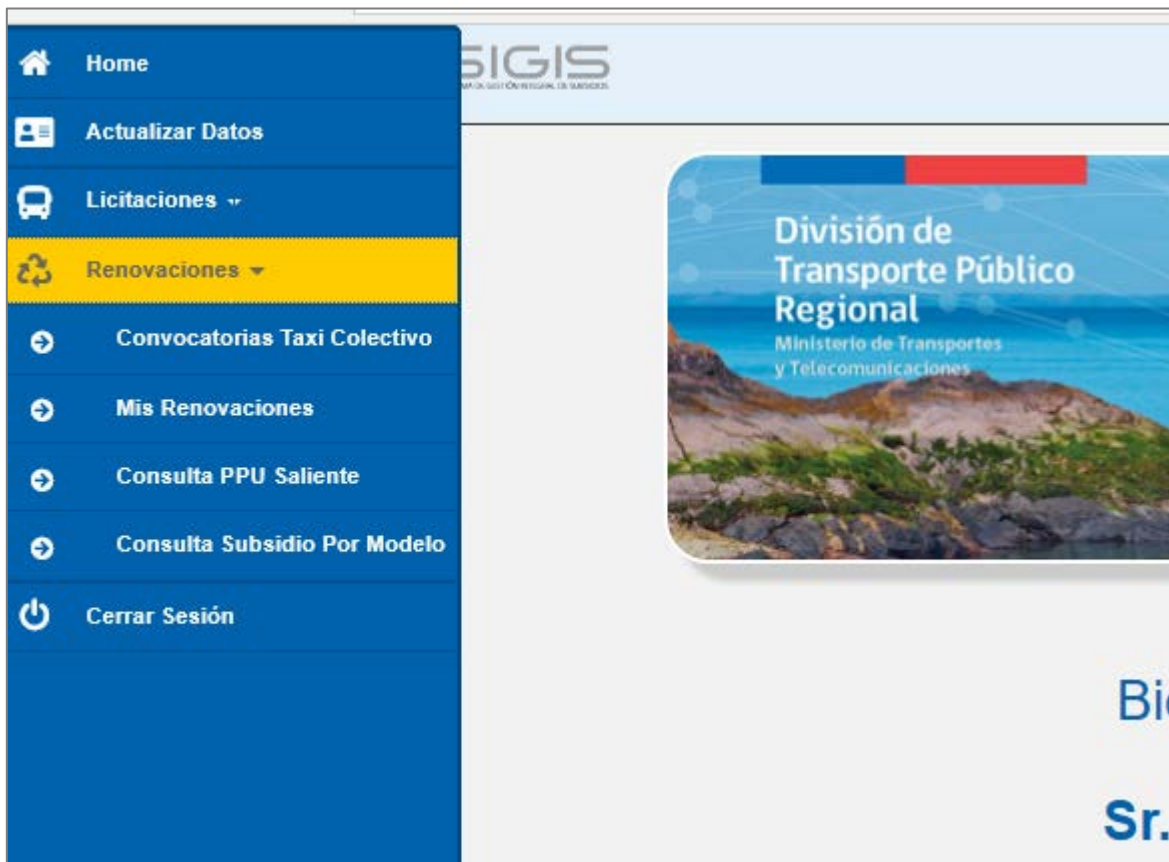 Home
Actualizar Datos
Licitaciones
Renovaciones
Convocatorias Taxi Colectivo
Mis Renovaciones
Consulta PPU Saliente
Consulta Subsidio Por Modelo
Cerrar Sesión
SIGIS
División de
Transporte Público
Regional
Ministerio de Transportes
y Telecomunicaciones
Bi
Sr.